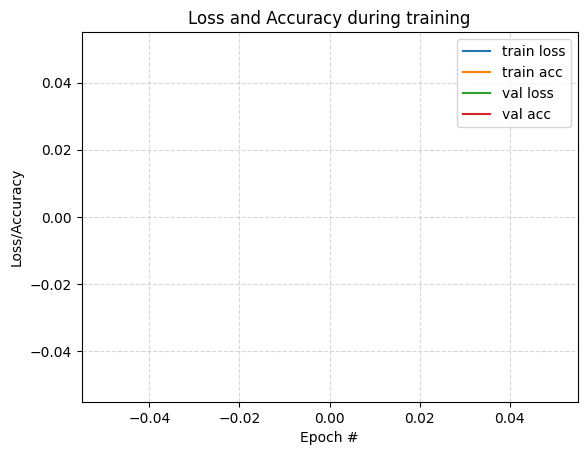 Loss and Accuracy during training
train loss
train acc
val loss
val acc
0.04
0.02
0.00
−0.02
−0.04
Loss/Accuracy
−0.04 −0.02 0.00 0.02 0.04
Epoch #